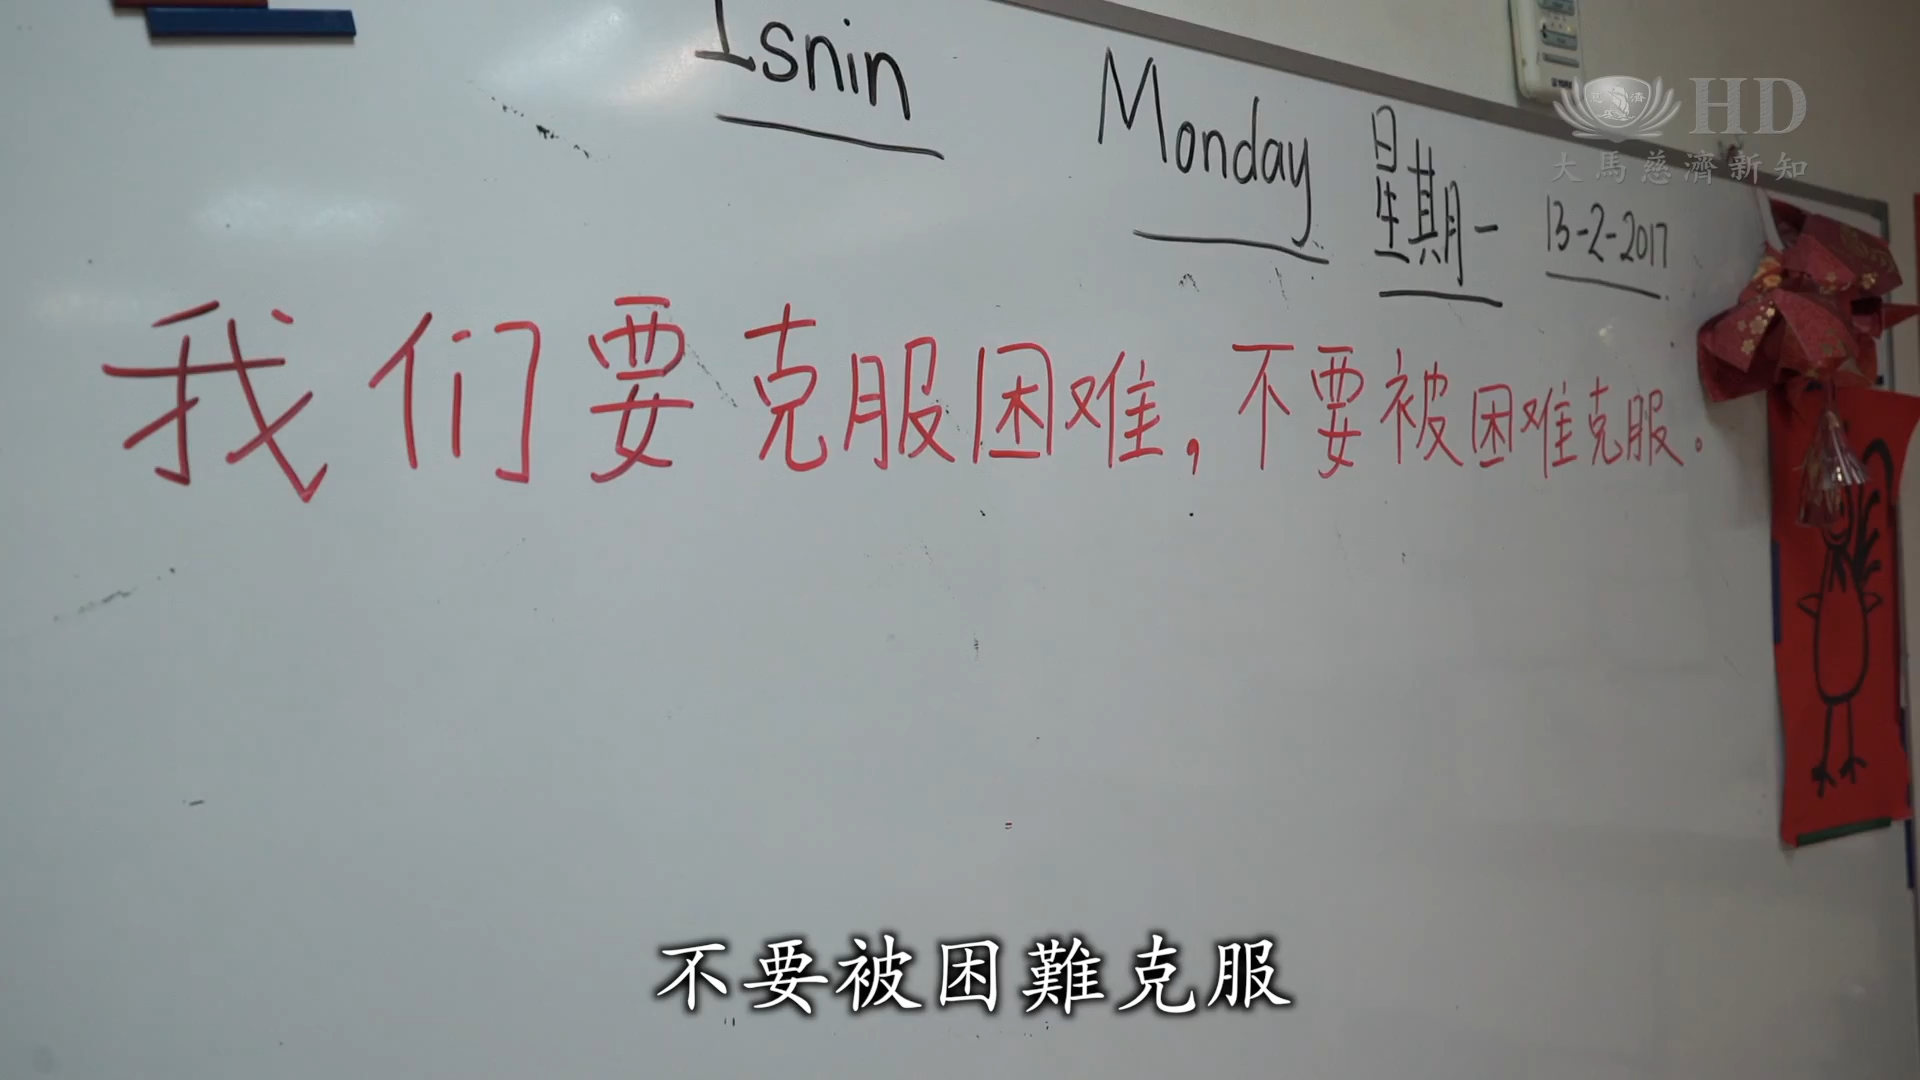 Isnin Monday 星期一 13-2-2017
HD
大馬慈濟新知
我们要克服困难，不要被困难克服。
不要被困難克服